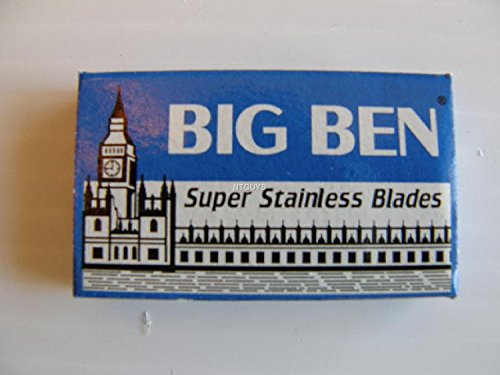 BIG BEN®
NTGUYS
Super Stainless Blades